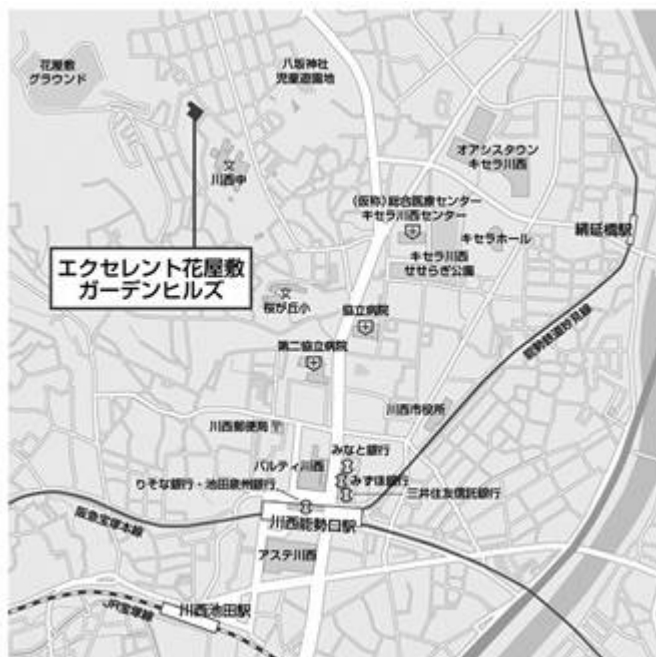 花屋敷
グラウンド
八坂神社
児童遊園地
オアシスタウン
キセラ川西
川西中
(仮称)総合医療センター
キセラ川西センター
絹延橋駅
キセラホール
キセラ川西
せせらぎ公園
エクセレント花屋敷
ガーデンヒルズ
桜が丘小
協立病院
能勢電鉄妙見線
第二協立病院
川西市役所
川西郵便局
みなと銀行
パルティ川西
みずほ銀行
りそな銀行・池田泉州銀行
三井住友信託銀行
阪急宝塚本線
川西能勢口駅
アステ川西
JR宝塚線
川西池田駅